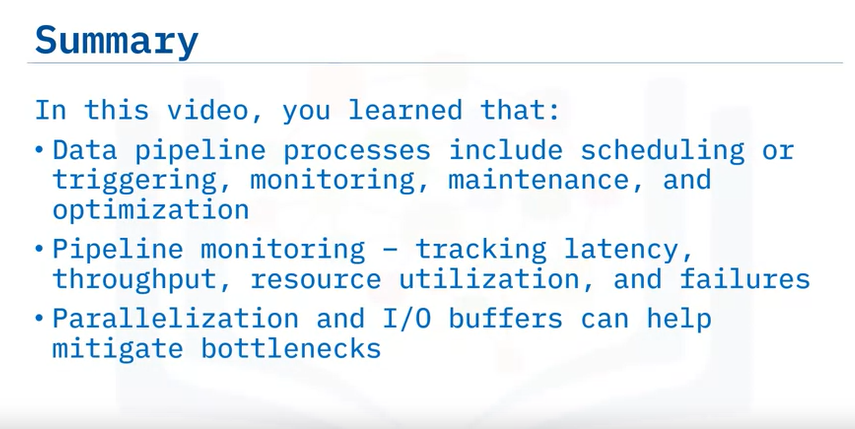 Summary
In this video, you learned that:
• Data pipeline processes include scheduling or
triggering, monitoring, maintenance, and
optimization
• Pipeline monitoring – tracking latency,
throughput, resource utilization, and failures
• Parallelization and I/O buffers can help
mitigate bottlenecks